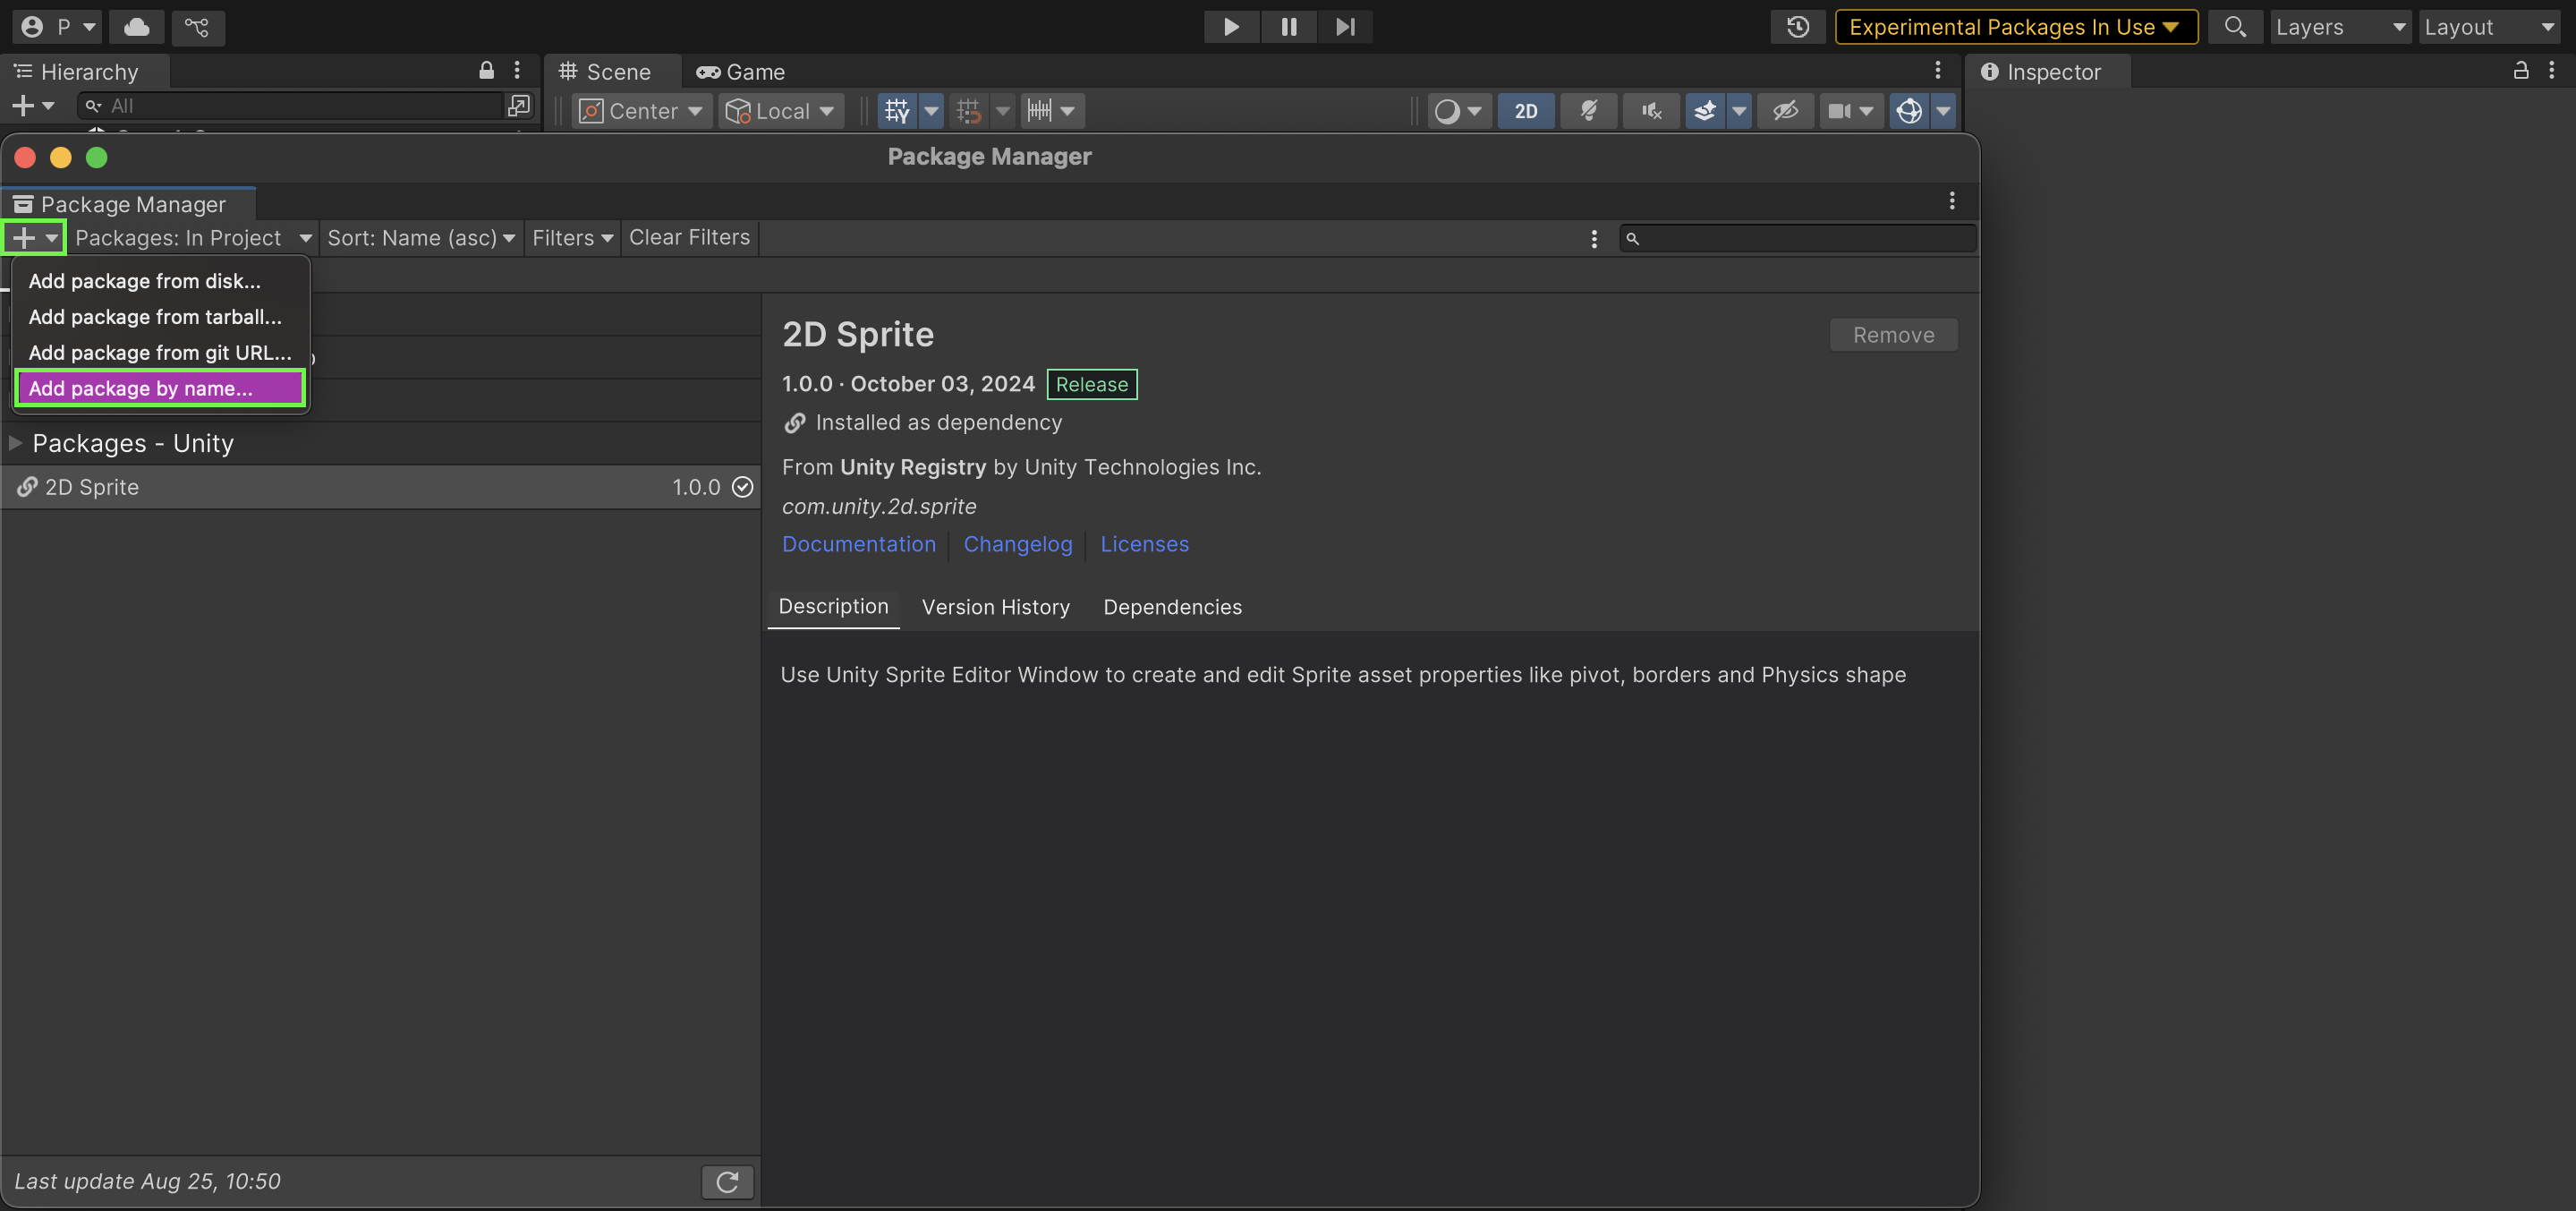 P
Experimental Packages In Use
Layers
Layout
Hierarchy
Scene
Game
Inspector
All
Center
Local
2D
Package Manager
Package Manager
Packages: In Project
Sort: Name (asc)
Filters
Clear Filters
Add package from disk...
Add package from tarball...
Add package from git URL...
Add package by name...
Packages - Unity
2D Sprite
1.0.0
2D Sprite
Remove
1.0.0 · October 03, 2024
Release
Installed as dependency
From Unity Registry by Unity Technologies Inc.
com.unity.2d.sprite
Documentation
Changelog
Licenses
Description
Version History
Dependencies
Use Unity Sprite Editor Window to create and edit Sprite asset properties like pivot, borders and Physics shape
Last update Aug 25, 10:50